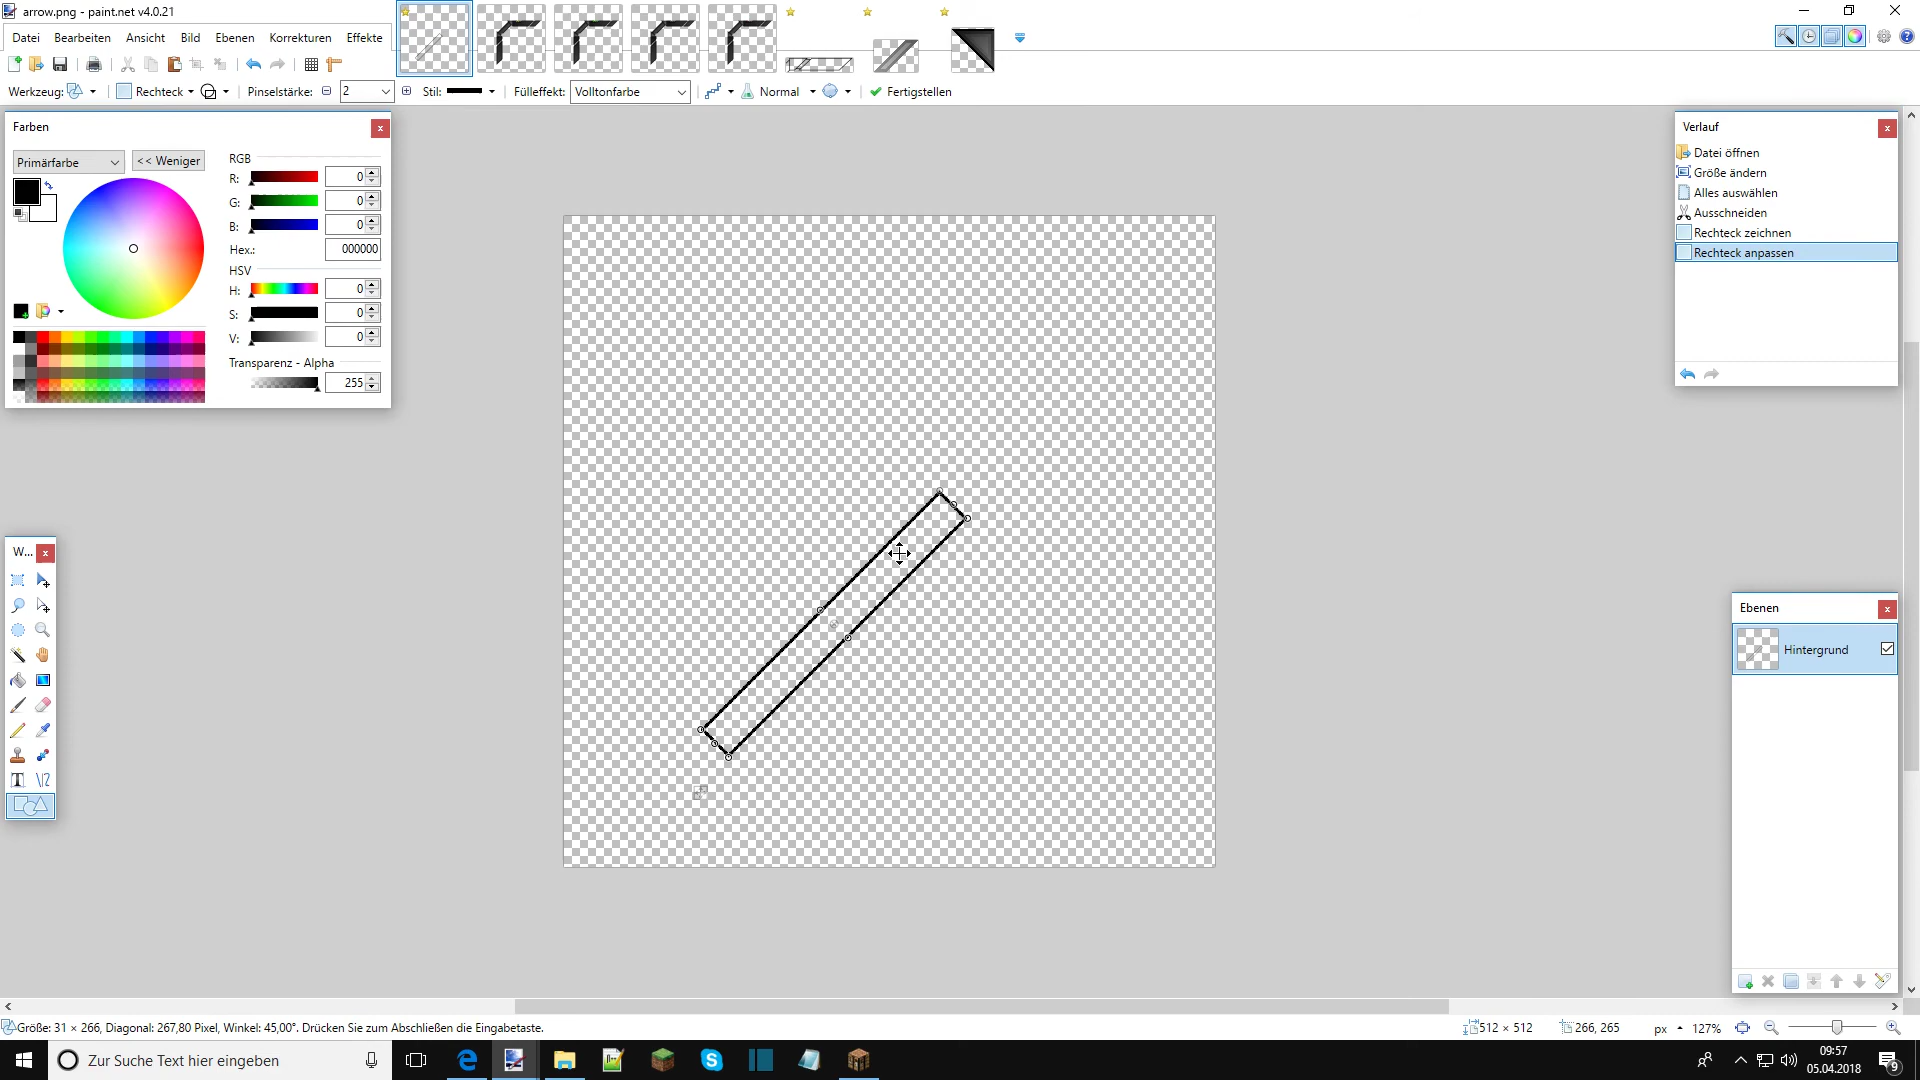 arrow.png - paint.net v4.0.21
Datei Bearbeiten Ansicht Bild Ebenen Korrekturen Effekte
Werkzeug: Rechteck Pinselstärke: 2 Stil: Fülleffekt: Volltonfarbe Normal Fertigstellen
Farben
Primärfarbe << Weniger
RGB
R: 0
G: 0
B: 0
Hex.: 000000
HSV
H: 0
S: 0
V: 0
Transparenz - Alpha
255
W...
Verlauf
Datei öffnen
Größe ändern
Alles auswählen
Ausschneiden
Rechteck zeichnen
Rechteck anpassen
Ebenen
Hintergrund
Größe: 31 × 266, Diagonal: 267,80 Pixel, Winkel: 45,00°. Drücken Sie zum Abschließen die Eingabetaste.
512 × 512 266, 265 px 127%
Zur Suche Text hier eingeben
09:57
05.04.2018
9